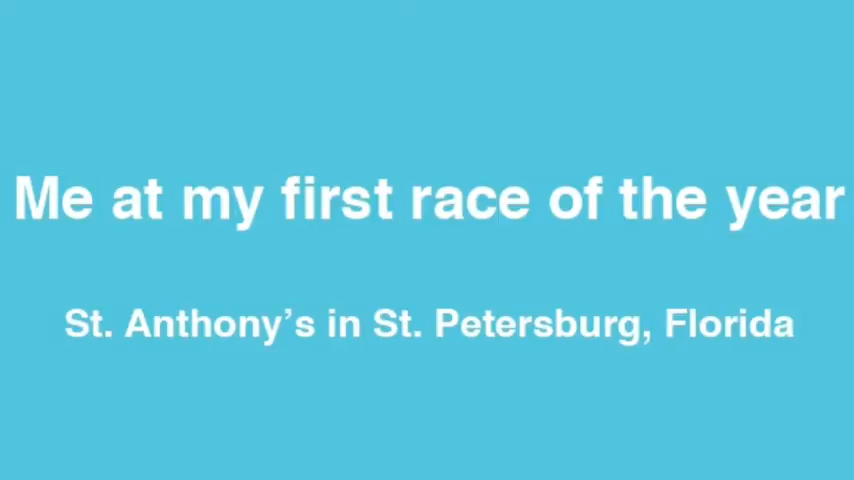 Me at my first race of the year
St. Anthony’s in St. Petersburg, Florida